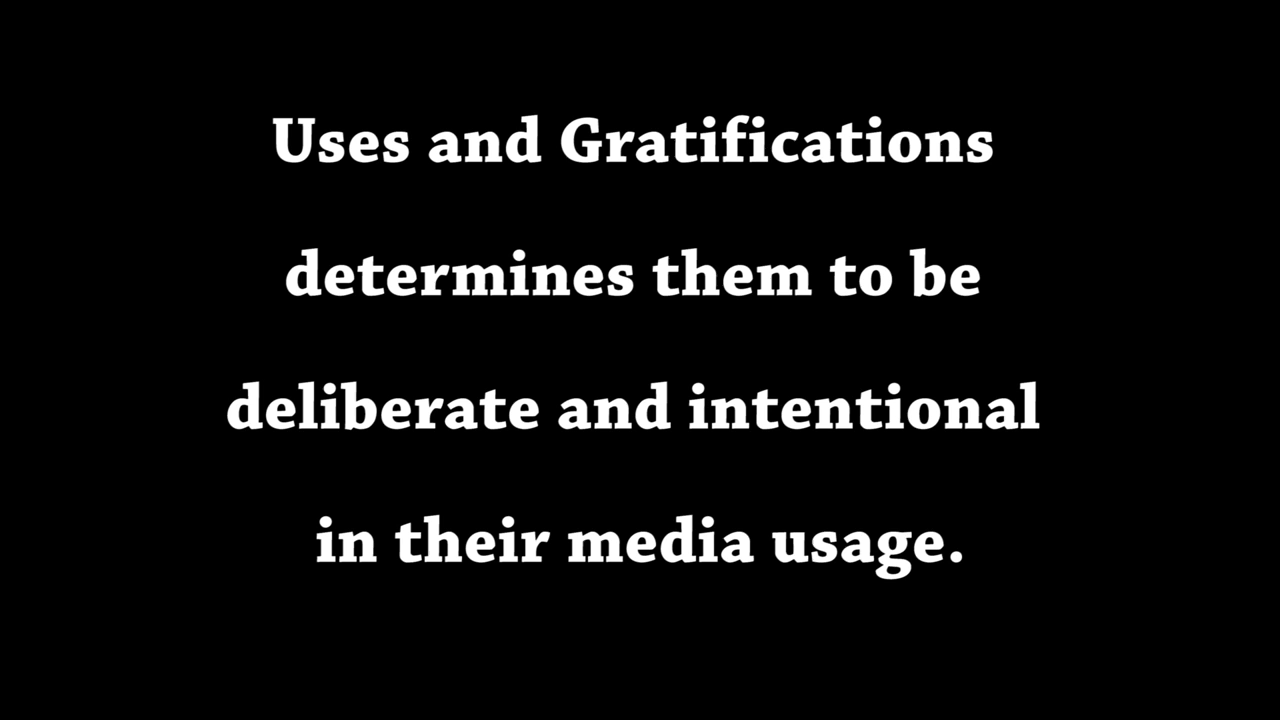 Uses and Gratifications
determines them to be
deliberate and intentional
in their media usage.